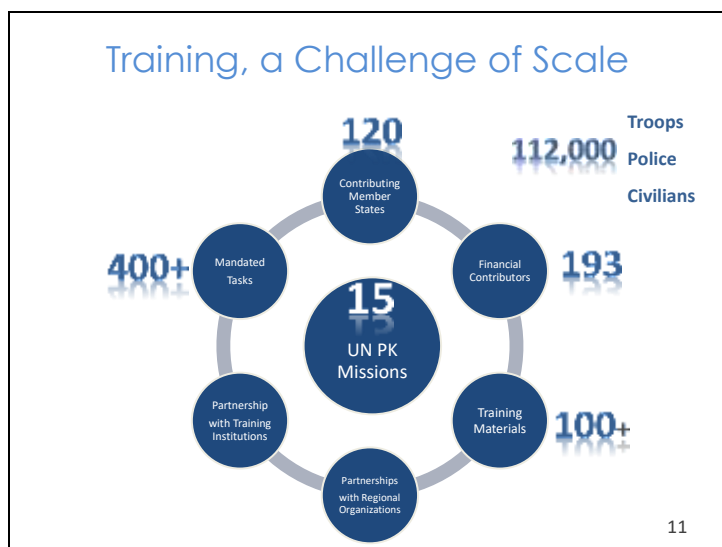 Training, a Challenge of Scale
120
Contributing
Member
States
112,000
Troops
Police
Civilians
400+
Mandated
Tasks
Financial
Contributors
193
15
UN PK
Missions
Partnership
with Training
Institutions
Training
Materials
100+
Partnerships
with Regional
Organizations
11